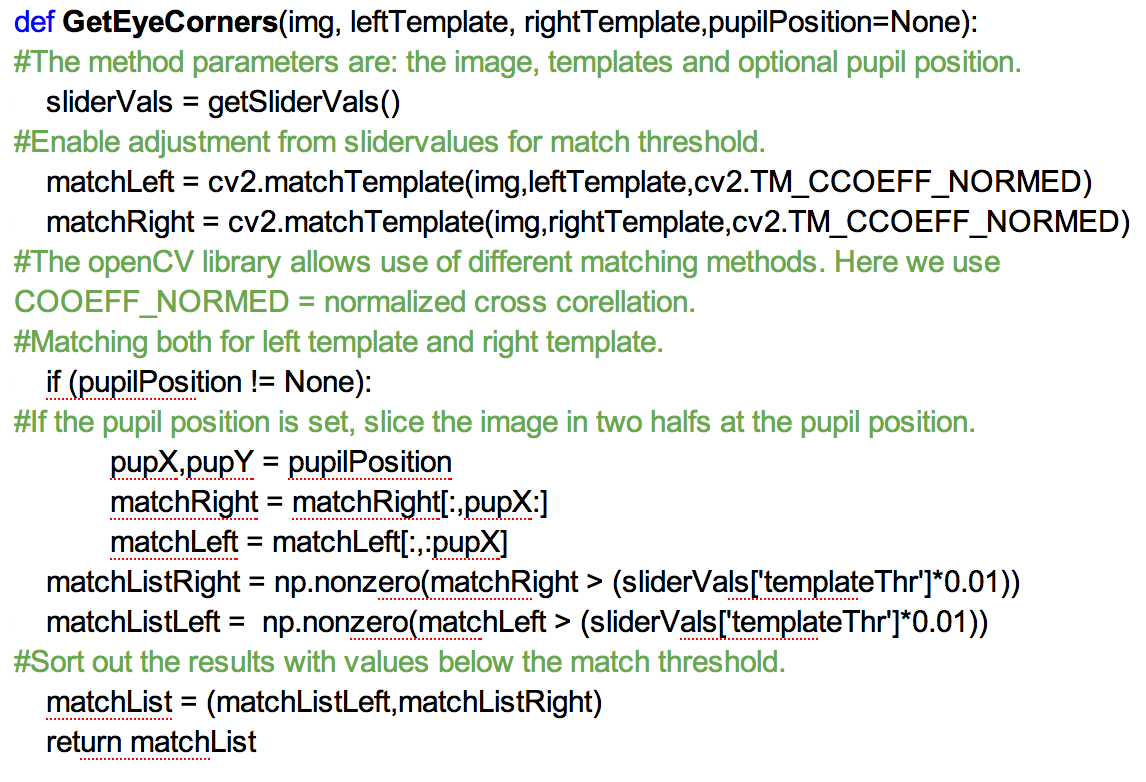 def GetEyeCorners(img, leftTemplate, rightTemplate,pupilPosition=None):
#The method parameters are: the image, templates and optional pupil position.
sliderVals = getSliderVals()
#Enable adjustment from slidervalues for match threshold.
matchLeft = cv2.matchTemplate(img,leftTemplate,cv2.TM_CCOEFF_NORMED)
matchRight = cv2.matchTemplate(img,rightTemplate,cv2.TM_CCOEFF_NORMED)
#The openCV library allows use of different matching methods. Here we use
COOEFF_NORMED = normalized cross corellation.
#Matching both for left template and right template.
if (pupilPosition != None):
#If the pupil position is set, slice the image in two halfs at the pupil position.
pupX,pupY = pupilPosition
matchRight = matchRight[:,pupX:]
matchLeft = matchLeft[:,:pupX]
matchListRight = np.nonzero(matchRight > (sliderVals['templateThr']*0.01))
matchListLeft =  np.nonzero(matchLeft > (sliderVals['templateThr']*0.01))
#Sort out the results with values below the match threshold.
matchList = (matchListLeft,matchListRight)
return matchList